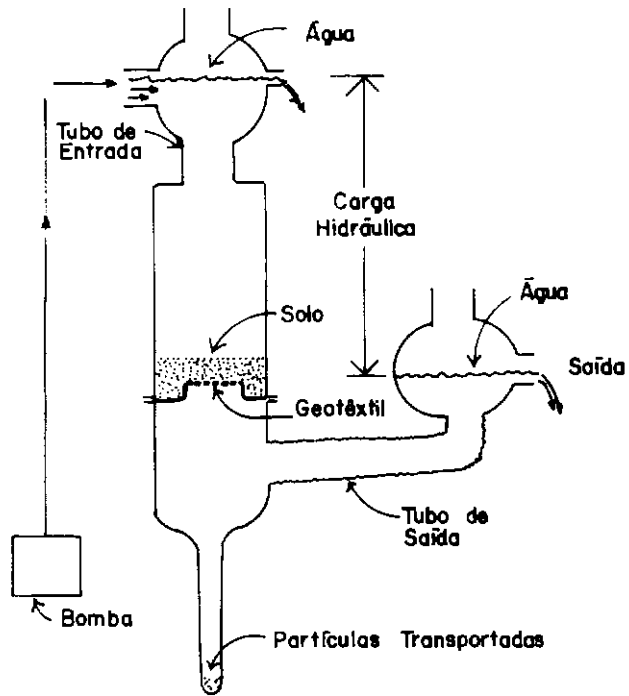 Água
Tubo de
Entrada
Carga
Hidráulica
Água
Solo
Saída
Geotêxtil
Tubo de
Saída
Bomba
Partículas Transportadas